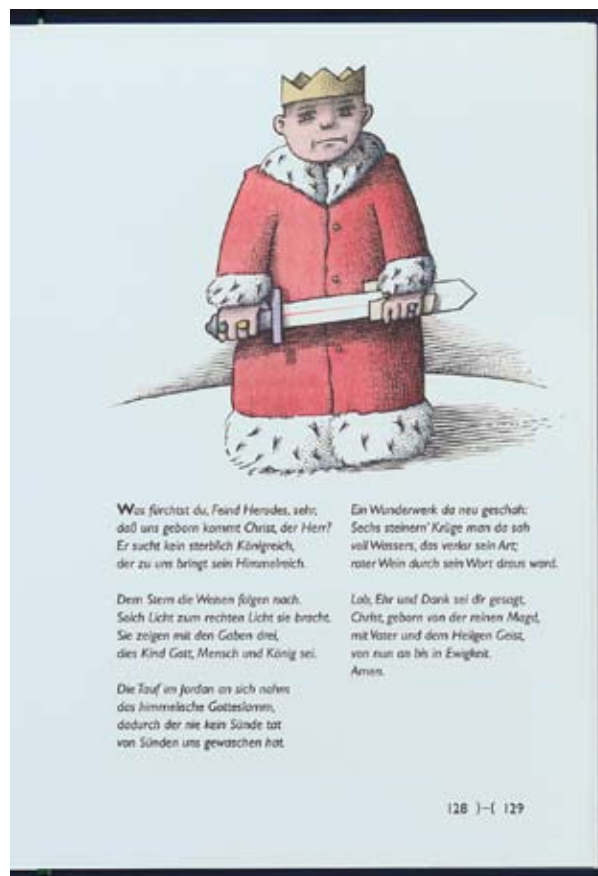 Was fürchtst du, Feind Herodes, sehr,
daß uns geborn kommt Christ, der Herr?
Er sucht kein sterblich Königreich,
der zu uns bringt sein Himmelreich.
Dem Stern die Weisen folgen nach.
Solch Licht zum rechten Licht sie bracht.
Sie zeigen mit den Gaben drei,
dies Kind Gott, Mensch und König sei.
Die Tauf im Jordan an sich nahm
das himmelische Gotteslamm,
dadurch der nie kein Sünde tat
von Sünden uns gewaschen hat.
Ein Wunderwerk da neu geschah:
Sechs steinern' Krüge man da sah
voll Wassers, das verlor sein Art;
roter Wein durch sein Wort draus ward.
Lob, Ehr und Dank sei dir gesagt,
Christ, geborn von der reinen Magd,
mit Vater und dem Heilgen Geist,
von nun an bis in Ewigkeit.
Amen.
128 )–( 129